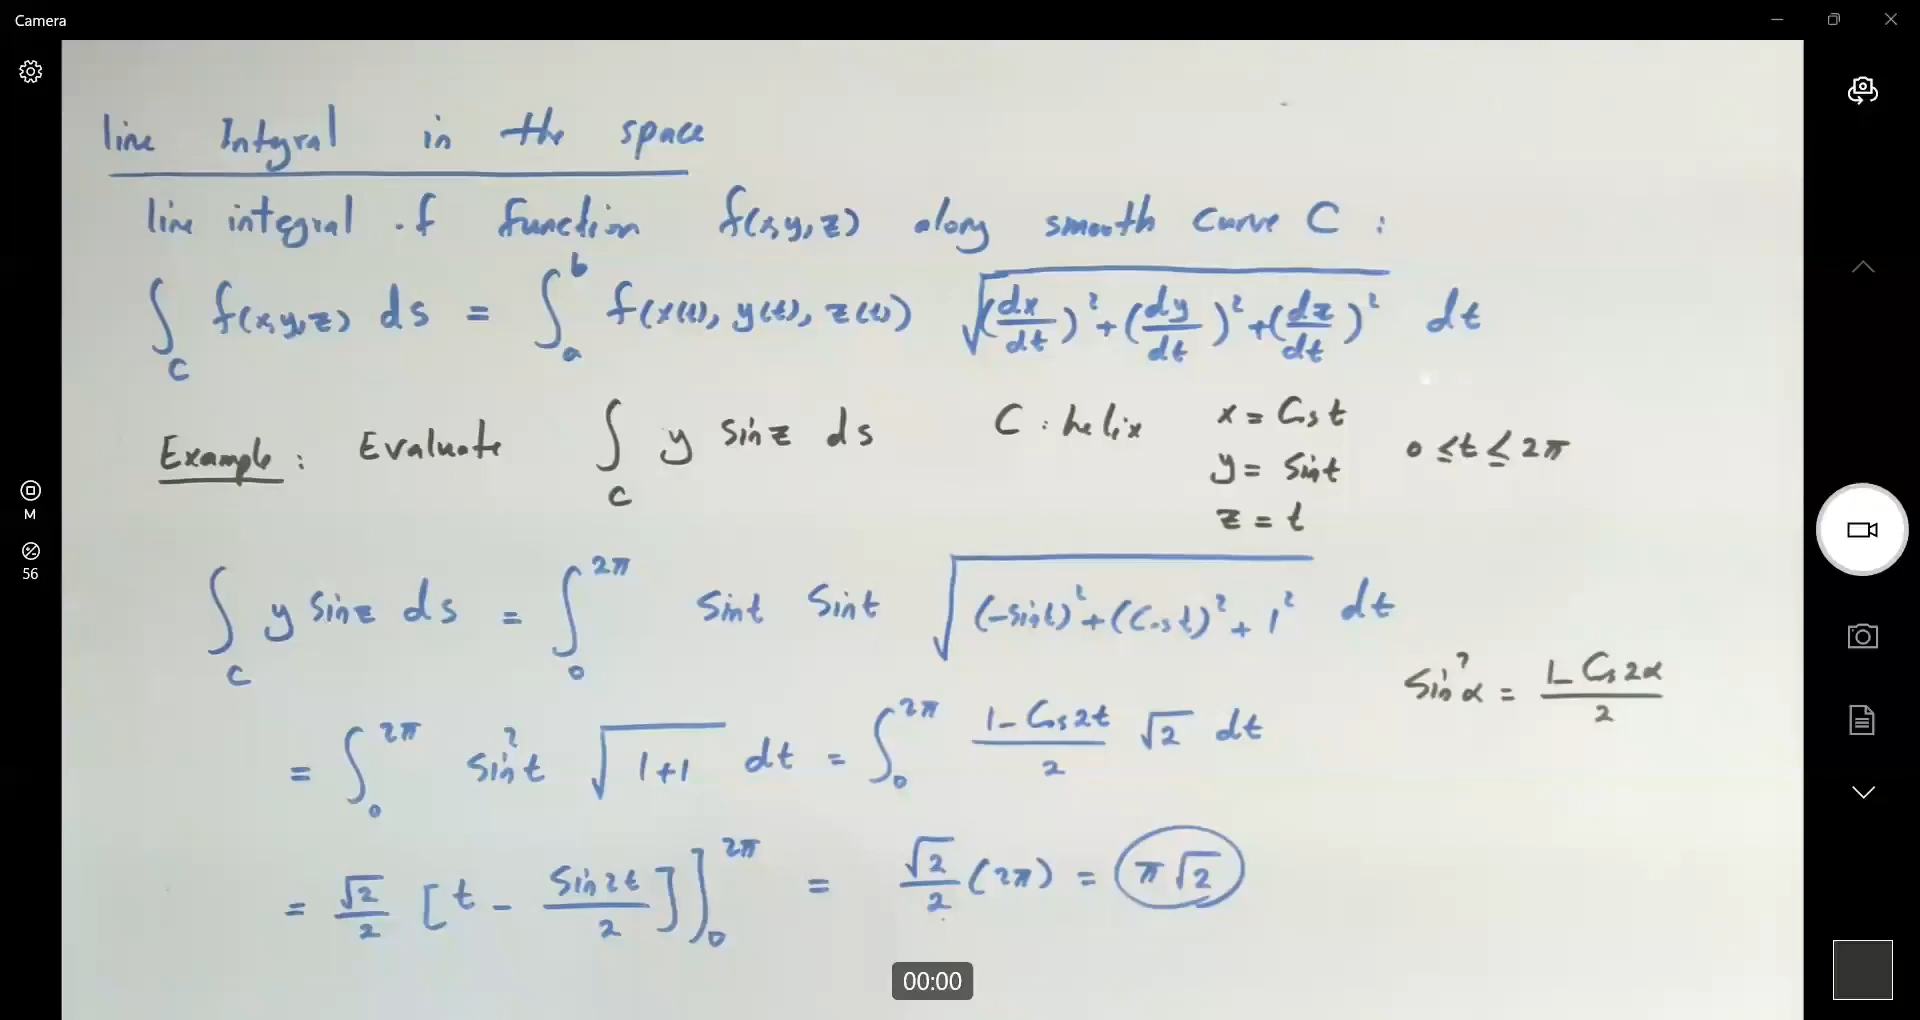 Camera
line Integral in the space
line integral of function f(x,y,z) along smooth curve C :
∫_C f(x,y,z) ds = ∫_a^b f(x(t), y(t), z(t)) √((dx/dt)² + (dy/dt)² + (dz/dt)²) dt
Example : Evaluate ∫_C y sin z ds C : helix x = Cos t
y = Sin t 0 ≤ t ≤ 2π
z = t
∫_C y sin z ds = ∫_0^2π Sin t Sin t √((-sin t)² + (Cos t)² + 1²) dt
Sin²α = (1 - Cos 2α)/2
= ∫_0^2π sin² t √(1+1) dt = ∫_0^2π (1 - Cos 2t)/2 √2 dt
= √2/2 [t - Sin 2t/2]]_0^2π = √2/2 (2π) = π√2
M
56
00:00